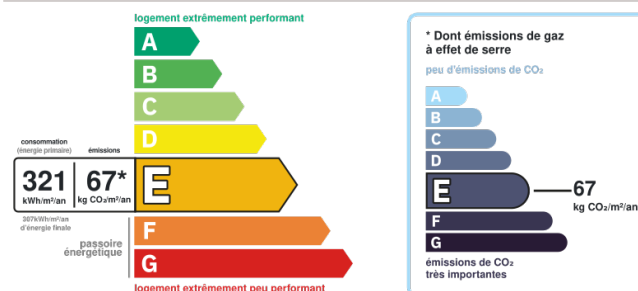 logement extrêmement performant
A
B
C
D
consommation
(énergie primaire)
émissions
321
kWh/m²/an
67*
kg CO₂/m²/an
E
287kWh/m²/an
d'énergie finale
F
passoire
énergétique
G
logement extrêmement peu performant
* Dont émissions de gaz
à effet de serre
peu d'émissions de CO₂
A
B
C
D
E
67
kg CO₂/m²/an
F
G
émissions de CO₂
très importantes